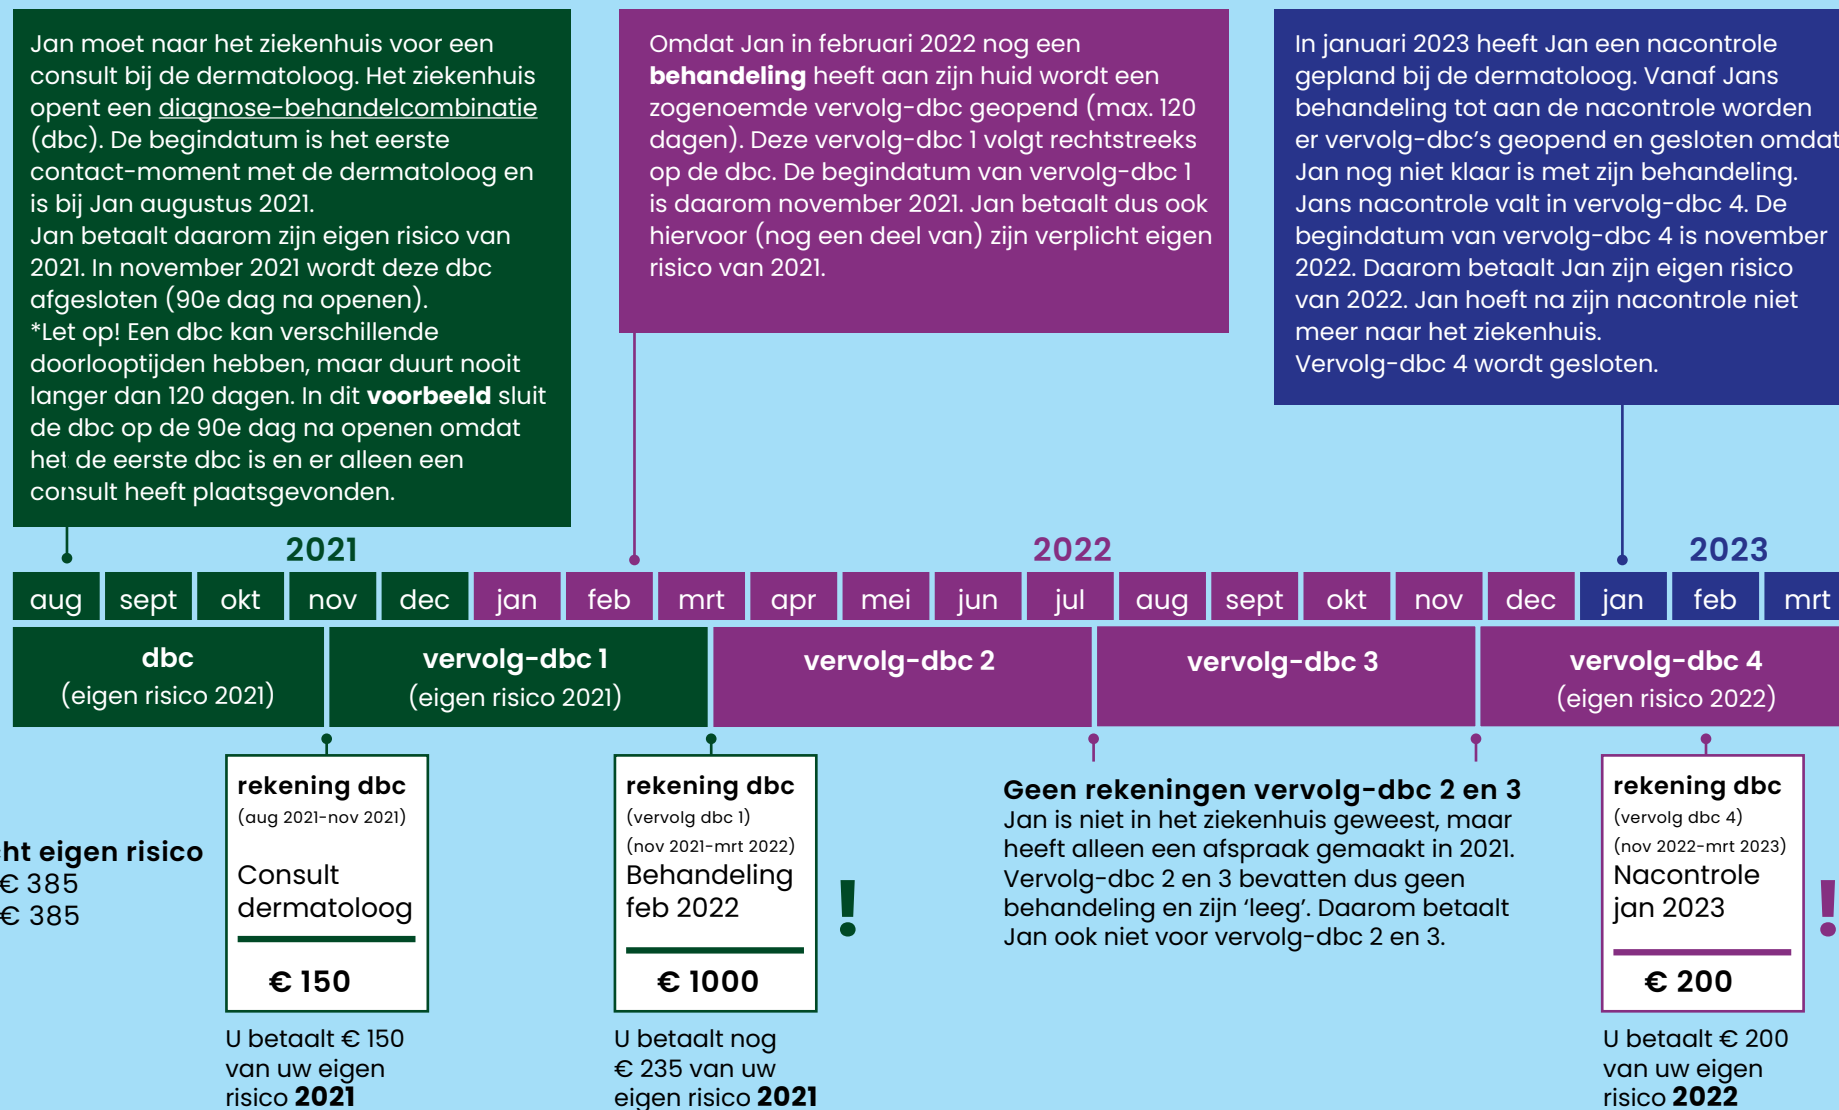 Jan moet naar het ziekenhuis voor een
consult bij de dermatoloog. Het ziekenhuis
opent een diagnose-behandelcombinatie
(dbc). De begindatum is het eerste
contact-moment met de dermatoloog en
is bij Jan augustus 2021.
Jan betaalt daarom zijn eigen risico van
2021. In november 2021 wordt deze dbc
afgesloten (90e dag na openen).
*Let op! Een dbc kan verschillende
doorlooptijden hebben, maar duurt nooit
langer dan 120 dagen. In dit voorbeeld sluit
de dbc op de 90e dag na openen omdat
het de eerste dbc is en er alleen een
consult heeft plaatsgevonden.
Omdat Jan in februari 2022 nog een
behandeling heeft aan zijn huid wordt een
zogenoemde vervolg-dbc geopend (max. 120
dagen). Deze vervolg-dbc 1 volgt rechtstreeks
op de dbc. De begindatum van vervolg-dbc 1
is daarom november 2021. Jan betaalt dus ook
hiervoor (nog een deel van) zijn verplicht eigen
risico van 2021.
In januari 2023 heeft Jan een nacontrole
gepland bij de dermatoloog. Vanaf Jans
behandeling tot aan de nacontrole worden
er vervolg-dbc's geopend en gesloten omdat
Jan nog niet klaar is met zijn behandeling.
Jans nacontrole valt in vervolg-dbc 4. De
begindatum van vervolg-dbc 4 is november
2022. Daarom betaalt Jan zijn eigen risico
van 2022. Jan hoeft na zijn nacontrole niet
meer naar het ziekenhuis.
Vervolg-dbc 4 wordt gesloten.
2021 2022 2023
aug sept okt nov dec jan feb mrt apr mei jun jul aug sept okt nov dec jan feb mrt
dbc
(eigen risico 2021)
vervolg-dbc 1
(eigen risico 2021)
vervolg-dbc 2
vervolg-dbc 3
vervolg-dbc 4
(eigen risico 2022)
ht eigen risico
€ 385
€ 385
rekening dbc
(aug 2021-nov 2021)
Consult
dermatoloog
€ 150
U betaalt € 150
van uw eigen
risico 2021
rekening dbc
(vervolg dbc 1)
(nov 2021-mrt 2022)
Behandeling
feb 2022
€ 1000
!
U betaalt nog
€ 235 van uw
eigen risico 2021
Geen rekeningen vervolg-dbc 2 en 3
Jan is niet in het ziekenhuis geweest, maar
heeft alleen een afspraak gemaakt in 2021.
Vervolg-dbc 2 en 3 bevatten dus geen
behandeling en zijn 'leeg'. Daarom betaalt
Jan ook niet voor vervolg-dbc 2 en 3.
rekening dbc
(vervolg dbc 4)
(nov 2022-mrt 2023)
Nacontrole
jan 2023
€ 200
!
U betaalt € 200
van uw eigen
risico 2022